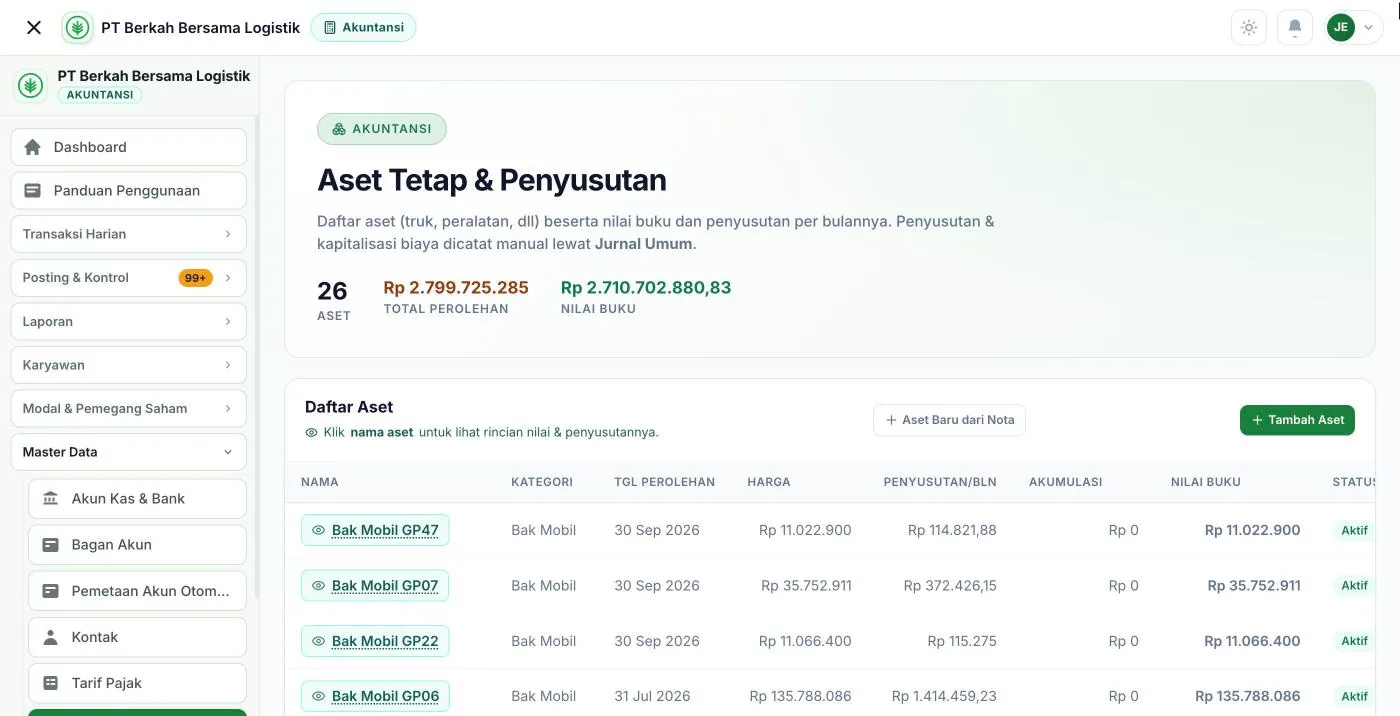 PT Berkah Bersama Logistik Akuntansi JE
PT Berkah Bersama Logistik
AKUNTANSI
Dashboard
Panduan Penggunaan
Transaksi Harian
Posting & Kontrol 99+
Laporan
Karyawan
Modal & Pemegang Saham
Master Data
Akun Kas & Bank
Bagan Akun
Pemetaan Akun Otom...
Kontak
Tarif Pajak
AKUNTANSI
Aset Tetap & Penyusutan
Daftar aset (truk, peralatan, dll) beserta nilai buku dan penyusutan per bulannya. Penyusutan &
kapitalisasi biaya dicatat manual lewat Jurnal Umum.
26 Rp 2.799.725.285 Rp 2.710.702.880,83
ASET TOTAL PEROLEHAN NILAI BUKU
Daftar Aset
Klik nama aset untuk lihat rincian nilai & penyusutannya.
+ Aset Baru dari Nota + Tambah Aset
NAMA KATEGORI TGL PEROLEHAN HARGA PENYUSUTAN/BLN AKUMULASI NILAI BUKU STATUS
Bak Mobil GP47 Bak Mobil 30 Sep 2026 Rp 11.022.900 Rp 114.821,88 Rp 0 Rp 11.022.900 Aktif
Bak Mobil GP07 Bak Mobil 30 Sep 2026 Rp 35.752.911 Rp 372.426,15 Rp 0 Rp 35.752.911 Aktif
Bak Mobil GP22 Bak Mobil 30 Sep 2026 Rp 11.066.400 Rp 115.275 Rp 0 Rp 11.066.400 Aktif
Bak Mobil GP06 Bak Mobil 31 Jul 2026 Rp 135.788.086 Rp 1.414.459,23 Rp 0 Rp 135.788.086 Aktif